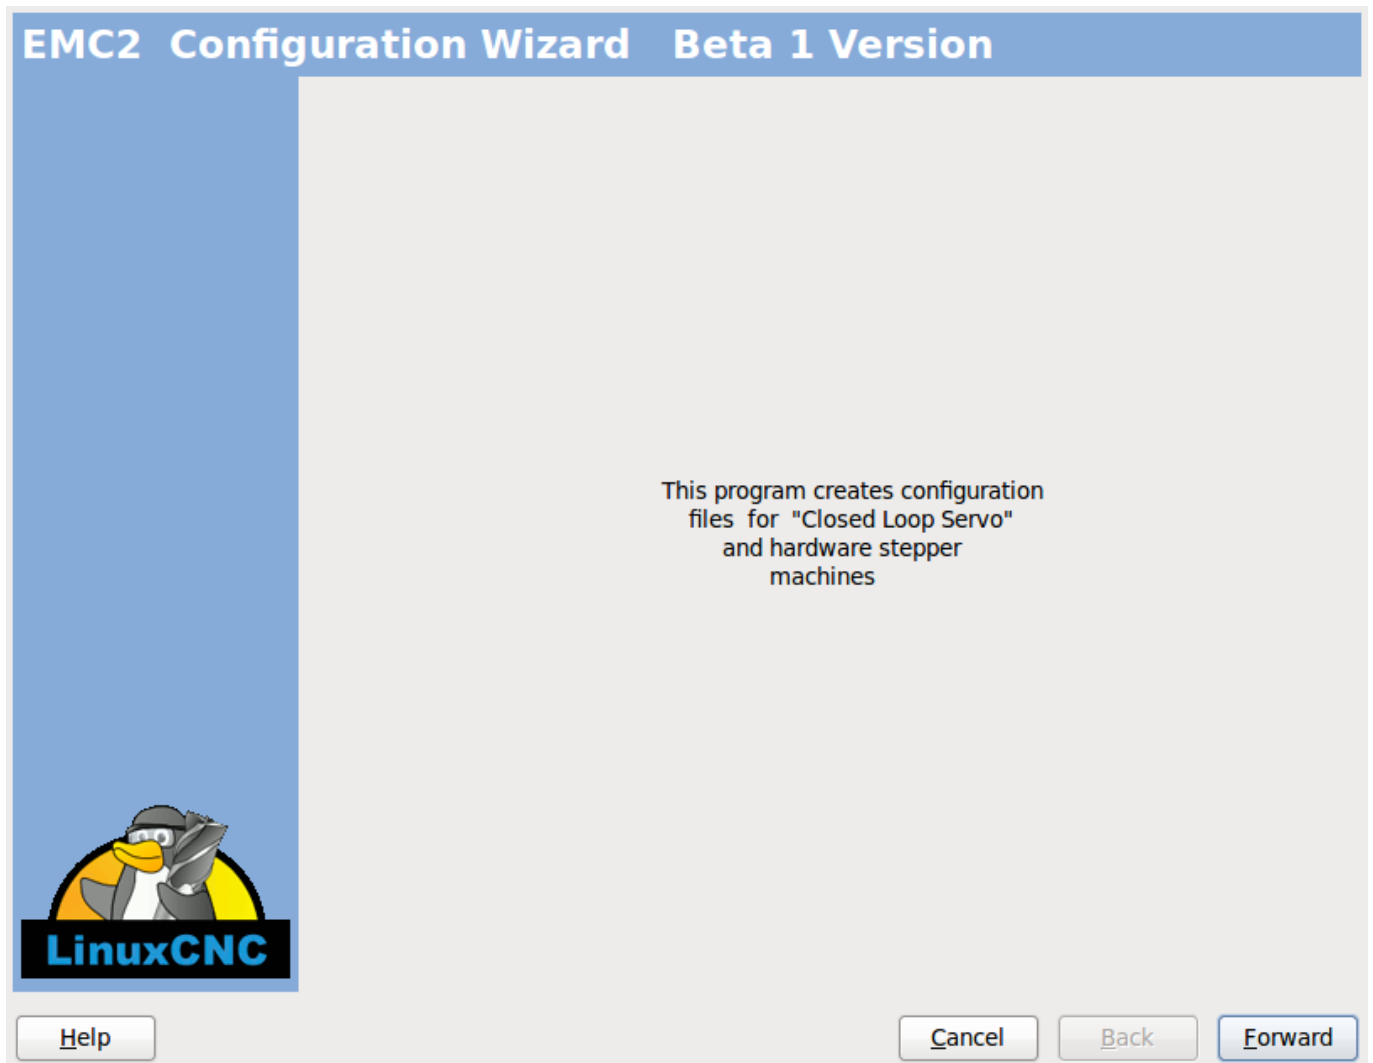 EMC2 Configuration Wizard Beta 1 Version
This program creates configuration
files for "Closed Loop Servo"
and hardware stepper
machines
LinuxCNC
Help
Cancel
Back
Forward